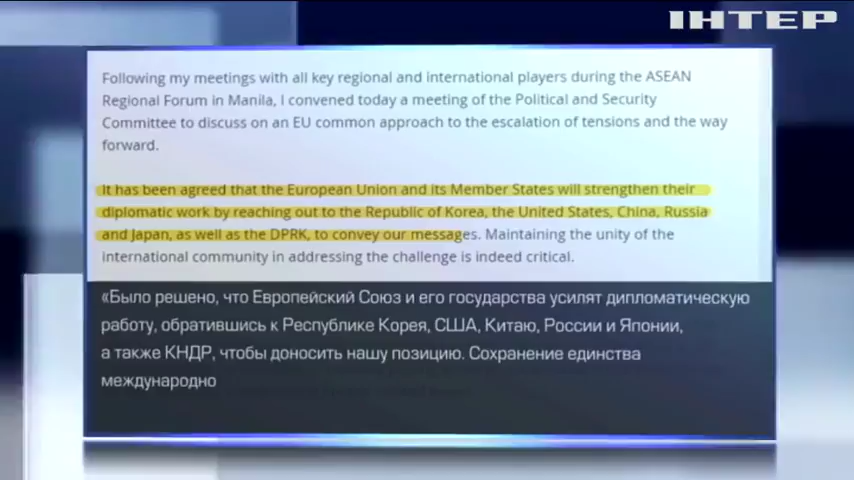 ІНТЕР
Following my meetings with all key regional and international players during the ASEAN
Regional Forum in Manila, I convened today a meeting of the Political and Security
Committee to discuss on an EU common approach to the escalation of tensions and the way
forward.
It has been agreed that the European Union and its Member States will strengthen their
diplomatic work by reaching out to the Republic of Korea, the United States, China, Russia
and Japan, as well as the DPRK, to convey our messages. Maintaining the unity of the
international community in addressing the challenge is indeed critical.
«Было решено, что Европейский Союз и его государства усилят дипломатическую
работу, обратившись к Республике Корея, США, Китаю, России и Японии,
а также КНДР, чтобы доносить нашу позицию. Сохранение единства
международно